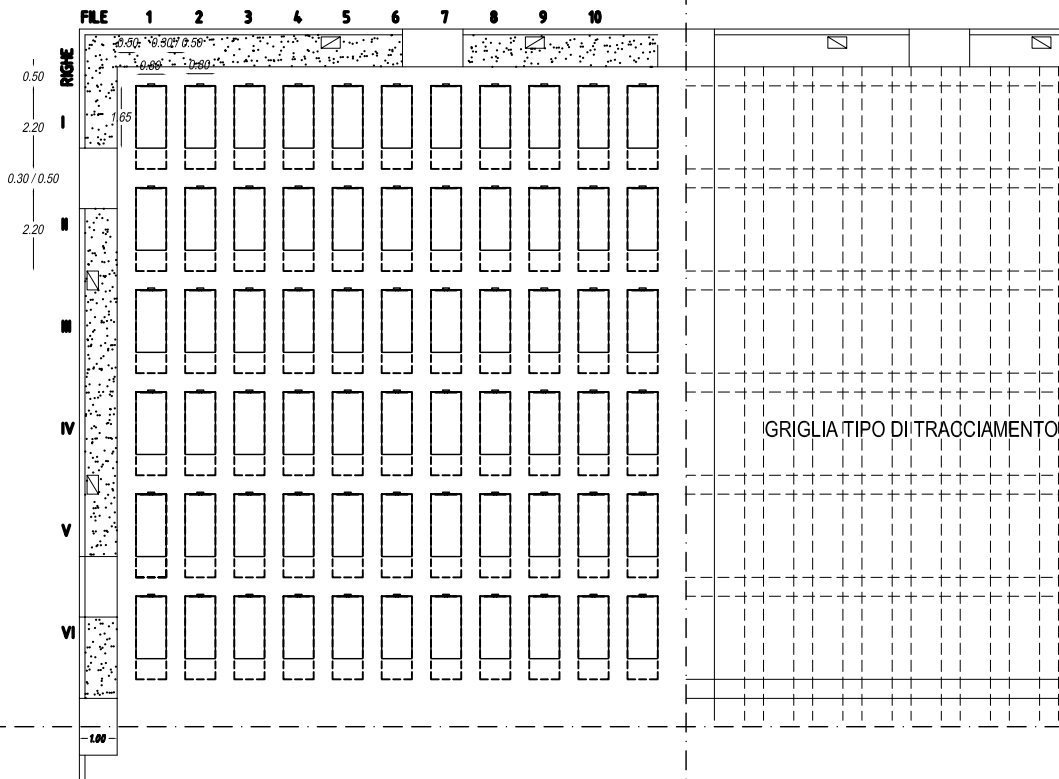 FILE 1 2 3 4 5 6 7 8 9 10
RIGHE
0.50 0.30 / 0.50
0.80 0.80
0.50
1.65
I
2.20
0.30 / 0.50
II
2.20
III
IV
GRIGLIA TIPO DI TRACCIAMENTO
V
VI
1.00